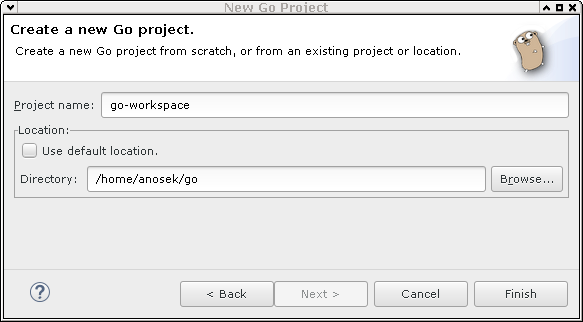 New Go Project
Create a new Go project.
Create a new Go project from scratch, or from an existing project or location.
Project name: go-workspace
Location:
Use default location.
Directory: /home/anosek/go Browse...
? < Back Next > Cancel Finish